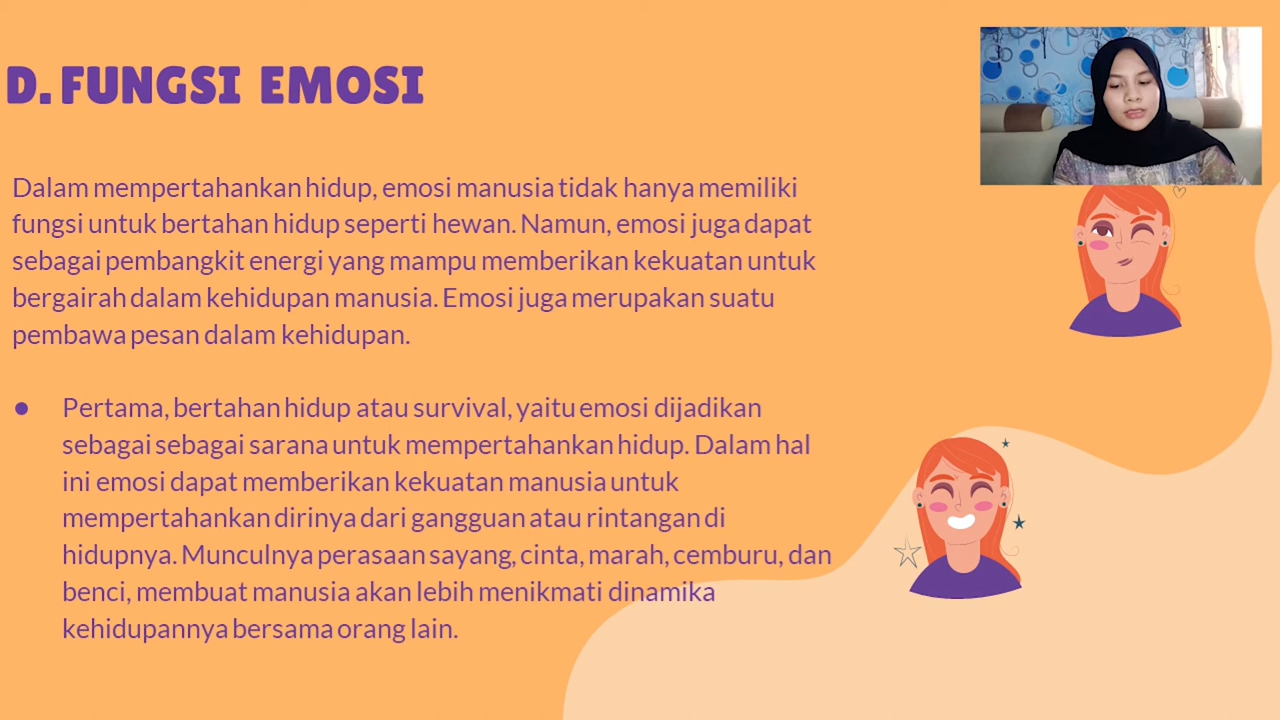 D. FUNGSI EMOSI
Dalam mempertahankan hidup, emosi manusia tidak hanya memiliki
fungsi untuk bertahan hidup seperti hewan. Namun, emosi juga dapat
sebagai pembangkit energi yang mampu memberikan kekuatan untuk
bergairah dalam kehidupan manusia. Emosi juga merupakan suatu
pembawa pesan dalam kehidupan.
● Pertama, bertahan hidup atau survival, yaitu emosi dijadikan
sebagai sebagai sarana untuk mempertahankan hidup. Dalam hal
ini emosi dapat memberikan kekuatan manusia untuk
mempertahankan dirinya dari gangguan atau rintangan di
hidupnya. Munculnya perasaan sayang, cinta, marah, cemburu, dan
benci, membuat manusia akan lebih menikmati dinamika
kehidupannya bersama orang lain.